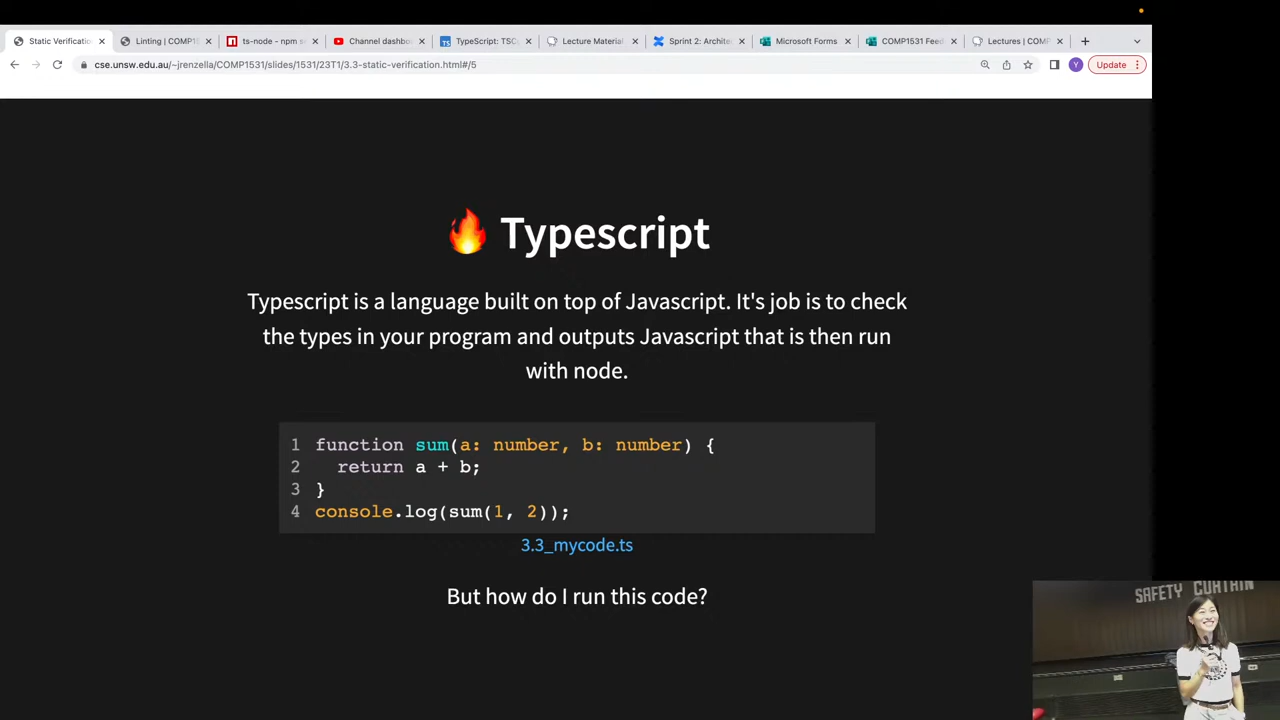 Static Verificatio
Linting | COMP1
ts-node - npm s
Channel dashbo
TypeScript: TSC
Lecture Material
Sprint 2: Archite
Microsoft Forms
COMP1531 Feed
Lectures | COMP
cse.unsw.edu.au/~jrenzella/COMP1531/slides/1531/23T1/3.3-static-verification.html#/5
Y
Update
🔥 Typescript
Typescript is a language built on top of Javascript. It's job is to check
the types in your program and outputs Javascript that is then run
with node.
1 function sum(a: number, b: number) {
2   return a + b;
3 }
4 console.log(sum(1, 2));
3.3_mycode.ts
But how do I run this code?
SAFETY CURTAIN